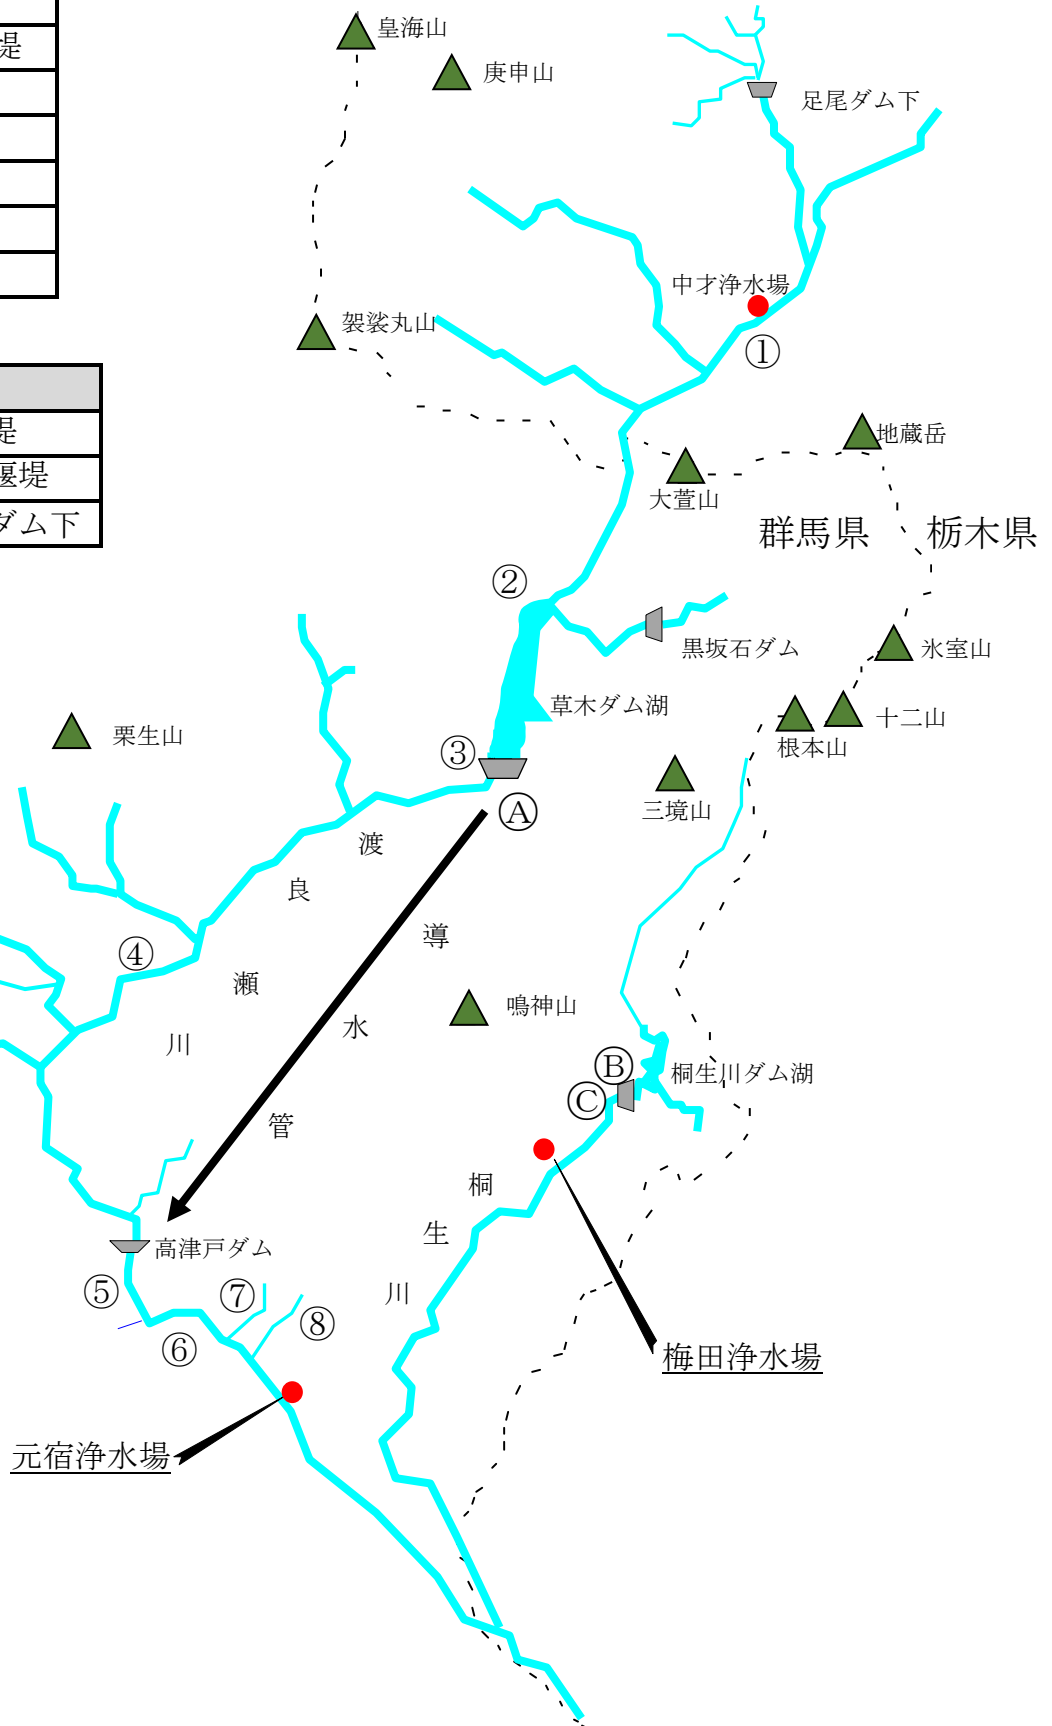 堤
皇海山
庚申山
足尾ダム下
中才浄水場
①
袈裟丸山
堤
堰堤
ダム下
地蔵岳
大萱山
群馬県
栃木県
②
黒坂石ダム
氷室山
草木ダム湖
十二山
根本山
栗生山
③
三境山
Ⓐ
渡良瀬川
導水管
④
鳴神山
Ⓑ
桐生川ダム湖
Ⓒ
桐生川
高津戸ダム
⑤
⑦
⑧
⑥
梅田浄水場
元宿浄水場